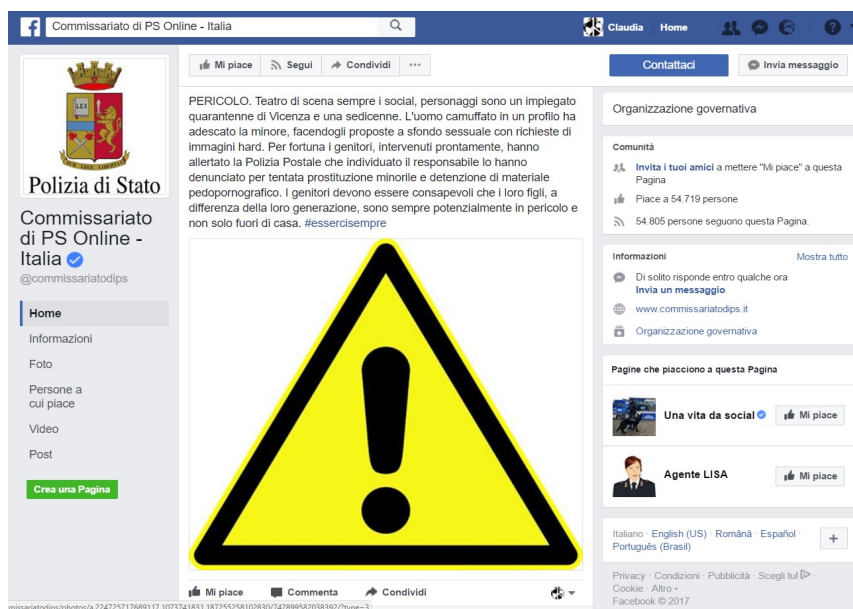 Commissariato di PS Online - Italia
Claudia Home
Mi piace Segui Condividi ...
Contattaci Invia messaggio
LEX
SUB LEGE LIBERTAS
Polizia di Stato
Commissariato
di PS Online -
Italia
@commissariatodips
Home
Informazioni
Foto
Persone a
cui piace
Video
Post
Crea una Pagina
PERICOLO. Teatro di scena sempre i social, personaggi sono un impiegato
quarantenne di Vicenza e una sedicenne. L'uomo camuffato in un profilo ha
adescato la minore, facendogli proposte a sfondo sessuale con richieste di
immagini hard. Per fortuna i genitori, intervenuti prontamente, hanno
allertato la Polizia Postale che individuato il responsabile lo hanno
denunciato per tentata prostituzione minorile e detenzione di materiale
pedopornografico. I genitori devono essere consapevoli che i loro figli, a
differenza della loro generazione, sono sempre potenzialmente in pericolo e
non solo fuori di casa. #essercisempre
!
Mi piace Commenta Condividi
Organizzazione governativa
Comunità
Invita i tuoi amici a mettere "Mi piace" a questa
Pagina
Piace a 54.719 persone
54.805 persone seguono questa Pagina.
Informazioni Mostra tutto
Di solito risponde entro qualche ora
Invia un messaggio
www.commissariatodips.it
Organizzazione governativa
Pagine che piacciono a questa Pagina
Una vita da social Mi piace
Agente LISA Mi piace
Italiano · English (US) · Română · Español ·
Português (Brasil)
+
Privacy · Condizioni · Pubblicità · Scegli tu! ·
Cookie · Altro
Facebook © 2017